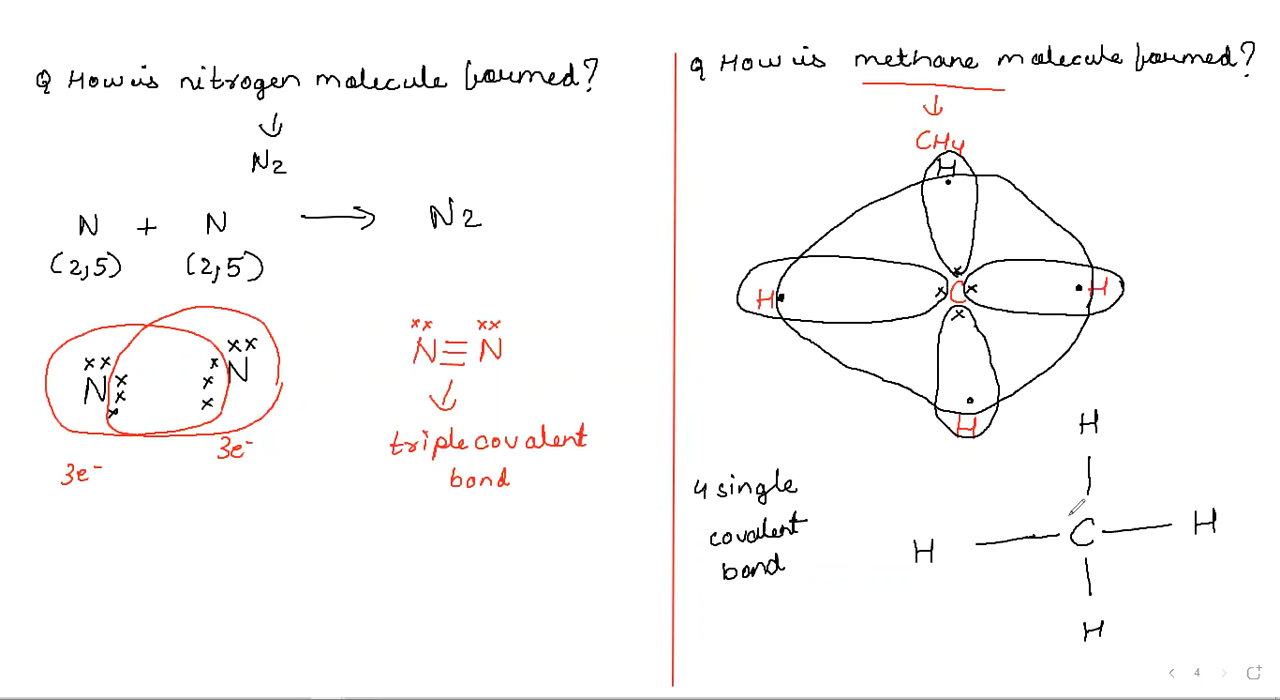 Q How is nitrogen molecule formed?
↓
N2
N + N → N2
(2,5) (2,5)
xx xx
N x x N
x x
x x
3e⁻ 3e⁻
xx xx
N≡N
↓
triple covalent
bond
Q How is methane molecule formed?
↓
CH4
H
x
H x C x H
x
H
4 single
covalent
bond
H
H — C — H
H
4